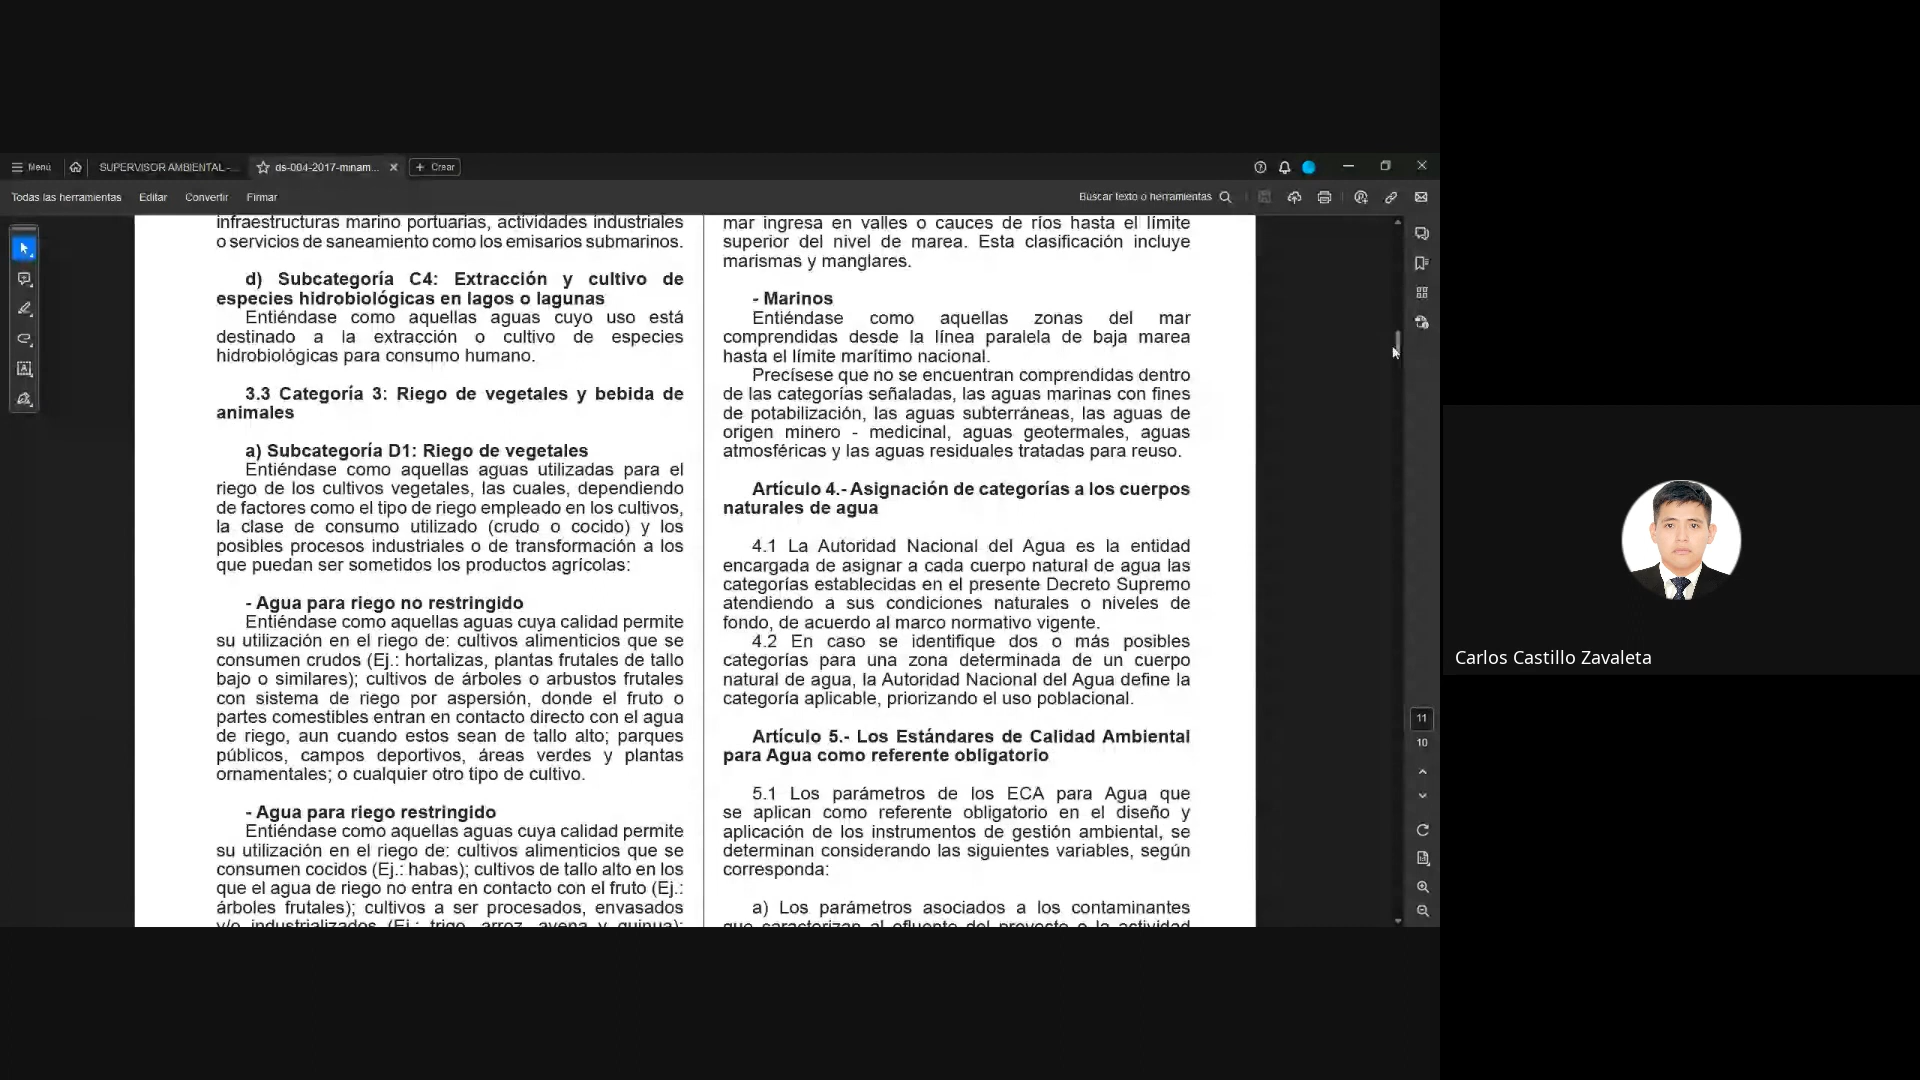 Menú
SUPERVISOR AMBIENTAL -...
ds-004-2017-minam...
Crear
Todas las herramientas
Editar
Convertir
Firmar
Buscar texto o herramientas
infraestructuras marino portuarias, actividades industriales
o servicios de saneamiento como los emisarios submarinos.
d) Subcategoría C4: Extracción y cultivo de
especies hidrobiológicas en lagos o lagunas
Entiéndase como aquellas aguas cuyo uso está
destinado a la extracción o cultivo de especies
hidrobiológicas para consumo humano.
3.3 Categoría 3: Riego de vegetales y bebida de
animales
a) Subcategoría D1: Riego de vegetales
Entiéndase como aquellas aguas utilizadas para el
riego de los cultivos vegetales, las cuales, dependiendo
de factores como el tipo de riego empleado en los cultivos,
la clase de consumo utilizado (crudo o cocido) y los
posibles procesos industriales o de transformación a los
que puedan ser sometidos los productos agrícolas:
- Agua para riego no restringido
Entiéndase como aquellas aguas cuya calidad permite
su utilización en el riego de: cultivos alimenticios que se
consumen crudos (Ej.: hortalizas, plantas frutales de tallo
bajo o similares); cultivos de árboles o arbustos frutales
con sistema de riego por aspersión, donde el fruto o
partes comestibles entran en contacto directo con el agua
de riego, aun cuando estos sean de tallo alto; parques
públicos, campos deportivos, áreas verdes y plantas
ornamentales; o cualquier otro tipo de cultivo.
- Agua para riego restringido
Entiéndase como aquellas aguas cuya calidad permite
su utilización en el riego de: cultivos alimenticios que se
consumen cocidos (Ej.: habas); cultivos de tallo alto en los
que el agua de riego no entra en contacto con el fruto (Ej.:
árboles frutales); cultivos a ser procesados, envasados
y/o industrializados (Ej.: trigo, arroz, avena y quinua);
mar ingresa en valles o cauces de ríos hasta el límite
superior del nivel de marea. Esta clasificación incluye
marismas y manglares.
- Marinos
Entiéndase como aquellas zonas del mar
comprendidas desde la línea paralela de baja marea
hasta el límite marítimo nacional.
Precísese que no se encuentran comprendidas dentro
de las categorías señaladas, las aguas marinas con fines
de potabilización, las aguas subterráneas, las aguas de
origen minero - medicinal, aguas geotermales, aguas
atmosféricas y las aguas residuales tratadas para reuso.
Artículo 4.- Asignación de categorías a los cuerpos
naturales de agua
4.1 La Autoridad Nacional del Agua es la entidad
encargada de asignar a cada cuerpo natural de agua las
categorías establecidas en el presente Decreto Supremo
atendiendo a sus condiciones naturales o niveles de
fondo, de acuerdo al marco normativo vigente.
4.2 En caso se identifique dos o más posibles
categorías para una zona determinada de un cuerpo
natural de agua, la Autoridad Nacional del Agua define la
categoría aplicable, priorizando el uso poblacional.
Artículo 5.- Los Estándares de Calidad Ambiental
para Agua como referente obligatorio
5.1 Los parámetros de los ECA para Agua que
se aplican como referente obligatorio en el diseño y
aplicación de los instrumentos de gestión ambiental, se
determinan considerando las siguientes variables, según
corresponda:
a) Los parámetros asociados a los contaminantes
que caracterizan al efluente del proyecto o la actividad
11
10
Carlos Castillo Zavaleta